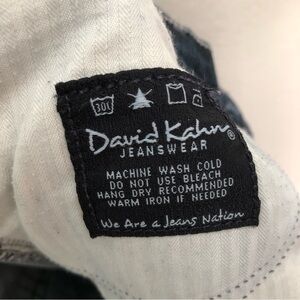 30C
David Kahn®
JEANSWEAR
MACHINE WASH COLD
DO NOT USE BLEACH
HANG DRY RECOMMENDED
WARM IRON IF NEEDED
We Are a Jeans Nation